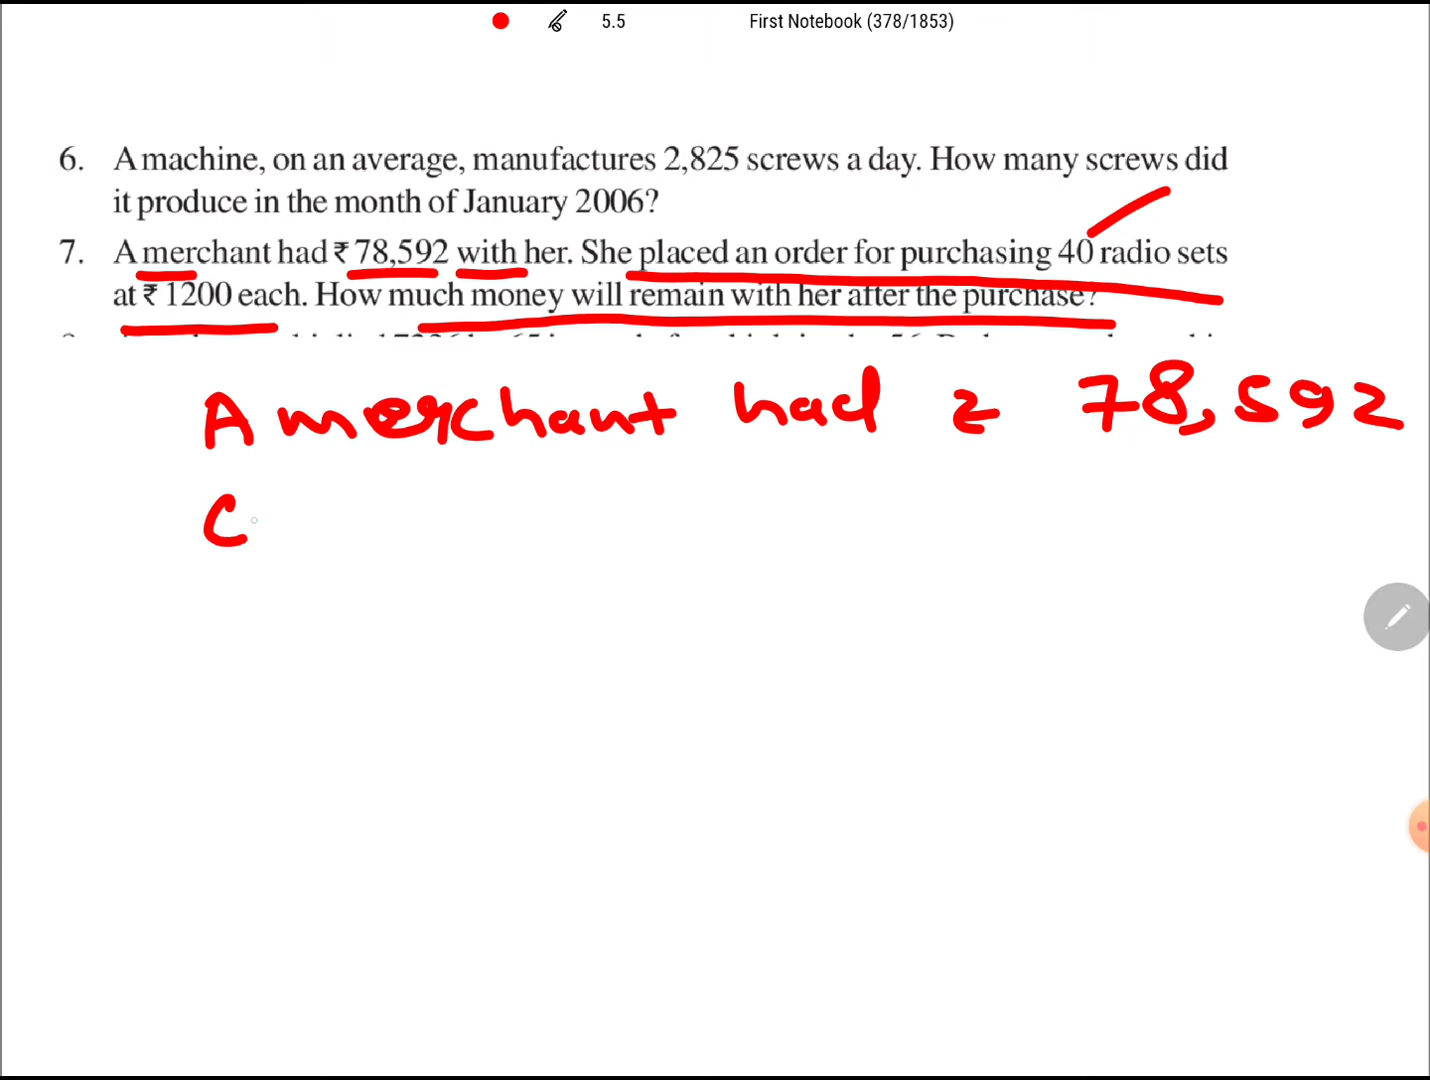 5.5 First Notebook (378/1853)
6. A machine, on an average, manufactures 2,825 screws a day. How many screws did
it produce in the month of January 2006?
7. A merchant had ₹ 78,592 with her. She placed an order for purchasing 40 radio sets
at ₹ 1200 each. How much money will remain with her after the purchase?
A merchant had = 78,592
C